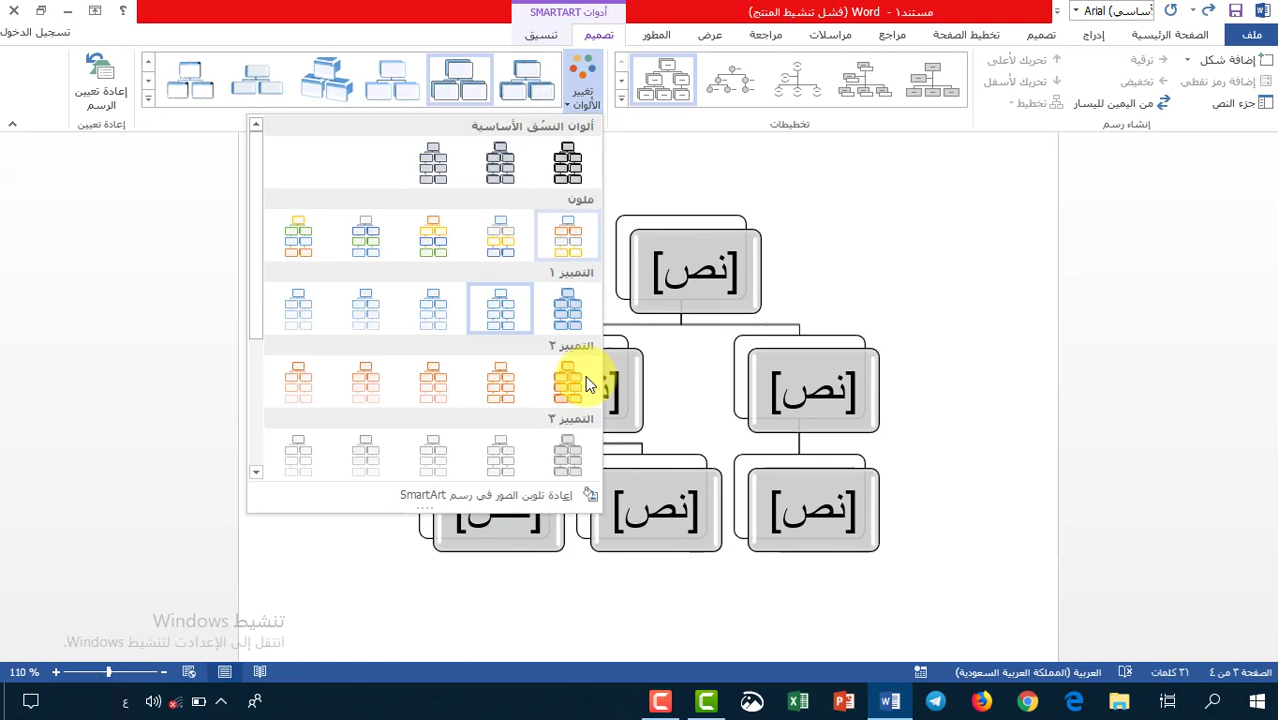 مستند١ - Word (فشل تنشيط المنتج)
أدوات SMARTART
Arial (أساسي)
ملف
الصفحة الرئيسية
إدراج
تصميم
تخطيط الصفحة
مراجع
مراسلات
مراجعة
عرض
المطور
تصميم
تنسيق
تسجيل الدخول
إضافة شكل
إضافة رمز نقطي
جزء النص
ترقية
تخفيض
من اليمين لليسار
تحريك لأعلى
تحريك لأسفل
تخطيط
إنشاء رسم
تخطيطات
تغيير
الألوان
إعادة تعيين
الرسم
إعادة تعيين
ألوان النسُق الأساسية
ملون
التمييز ١
التمييز ٢
التمييز ٣
إعادة تلوين الصور في رسم SmartArt
[نص]
[نص]
[نص]
[نص]
[نص]
تنشيط Windows
انتقل إلى الإعدادات لتنشيط Windows.
الصفحة ٣ من ٤
٣١ كلمات
العربية (المملكة العربية السعودية)
110 %
ع